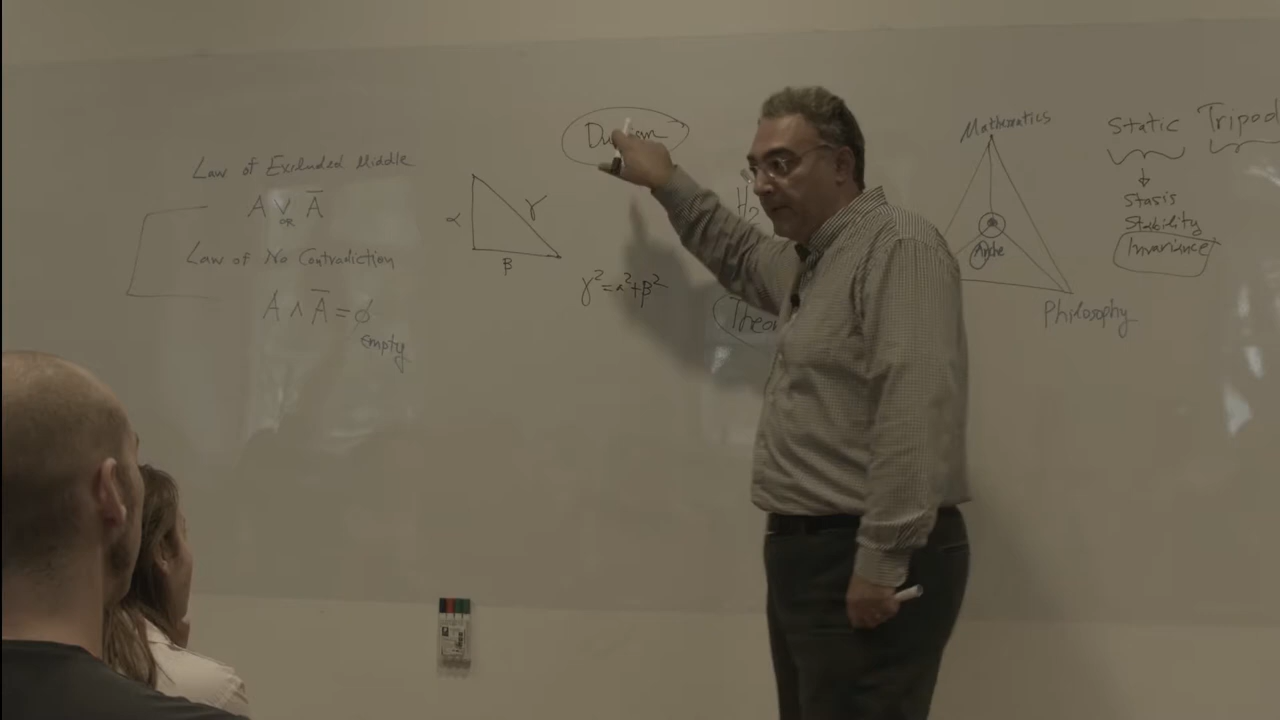 Law of Excluded Middle
A ∨ Ā
OR
Law of No Contradiction
A ∧ Ā = ϕ
empty
α
γ
β
γ²=α²+β²
H₂
Mathematics
Arche
Philosophy
Static
Tripod
Stasis
Stability
Invariance